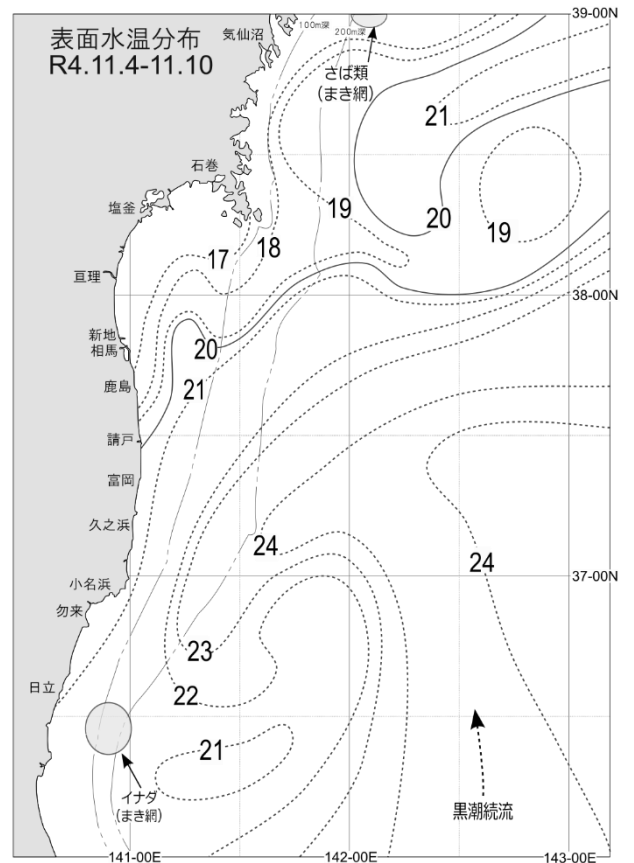 表面水温分布
R4.11.4-11.10
気仙沼
100m深
200m深
39-00N
さば類
(まき網)
21
石巻
塩釜
19
20
19
17
18
亘理
38-00N
新地
相馬
20
鹿島
21
請戸
富岡
久之浜
24
24
小名浜
37-00N
勿来
23
日立
22
21
イナダ
(まき網)
黒潮続流
141-00E
142-00E
143-00E